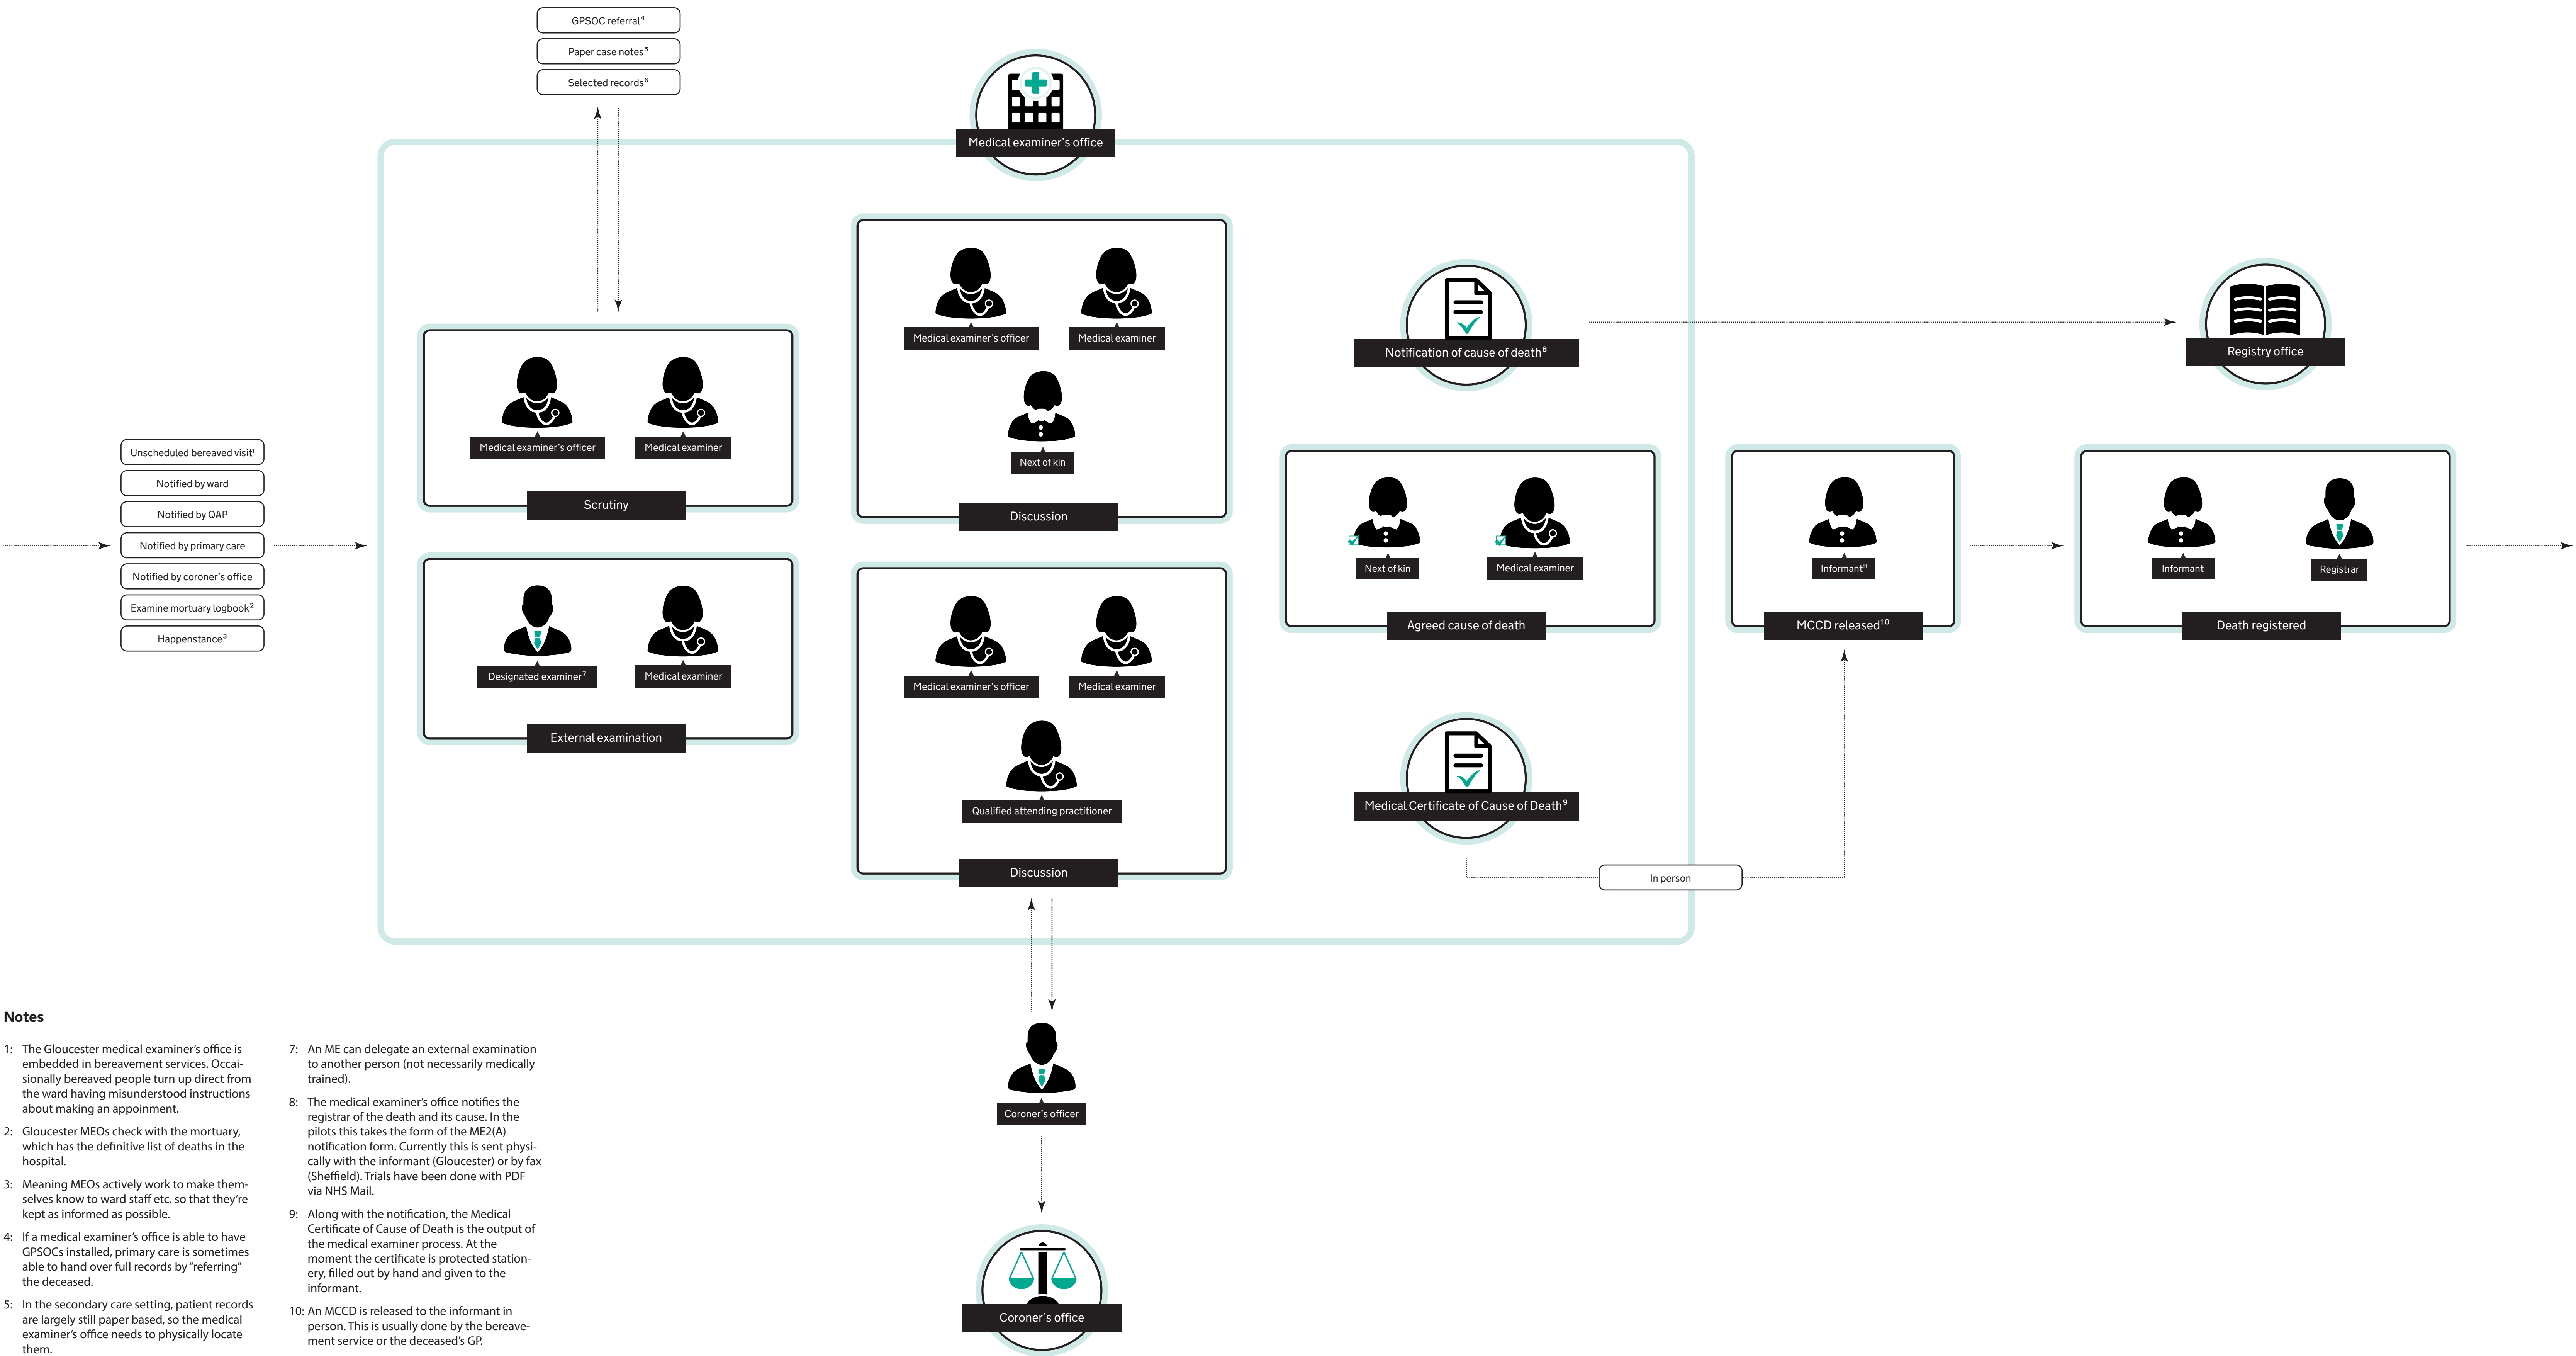 GPSOC referral⁴
Paper case notes⁵
Selected records⁶
Medical examiner's office
Unscheduled bereaved visit¹
Notified by ward
Notified by QAP
Notified by primary care
Notified by coroner's office
Examine mortuary logbook²
Happenstance³
Medical examiner's officer
Medical examiner
Scrutiny
Designated examiner⁷
Medical examiner
External examination
Medical examiner's officer
Medical examiner
Next of kin
Discussion
Medical examiner's officer
Medical examiner
Qualified attending practitioner
Discussion
Notification of cause of death⁸
Next of kin
Medical examiner
Agreed cause of death
Medical Certificate of Cause of Death⁹
In person
Informant¹¹
MCCD released¹⁰
Registry office
Informant
Registrar
Death registered
Coroner's officer
Coroner's office
Notes
1: The Gloucester medical examiner's office is
embedded in bereavement services. Occai-
sionally bereaved people turn up direct from
the ward having misunderstood instructions
about making an appoinment.
2: Gloucester MEOs check with the mortuary,
which has the definitive list of deaths in the
hospital.
3: Meaning MEOs actively work to make them-
selves know to ward staff etc. so that they're
kept as informed as possible.
4: If a medical examiner's office is able to have
GPSOCs installed, primary care is sometimes
able to hand over full records by "referring"
the deceased.
5: In the secondary care setting, patient records
are largely still paper based, so the medical
examiner's office needs to physically locate
them.
7: An ME can delegate an external examination
to another person (not necessarily medically
trained).
8: The medical examiner's office notifies the
registrar of the death and its cause. In the
pilots this takes the form of the ME2(A)
notification form. Currently this is sent physi-
cally with the informant (Gloucester) or by fax
(Sheffield). Trials have been done with PDF
via NHS Mail.
9: Along with the notification, the Medical
Certificate of Cause of Death is the output of
the medical examiner process. At the
moment the certificate is protected station-
ery, filled out by hand and given to the
informant.
10: An MCCD is released to the informant in
person. This is usually done by the bereave-
ment service or the deceased's GP.